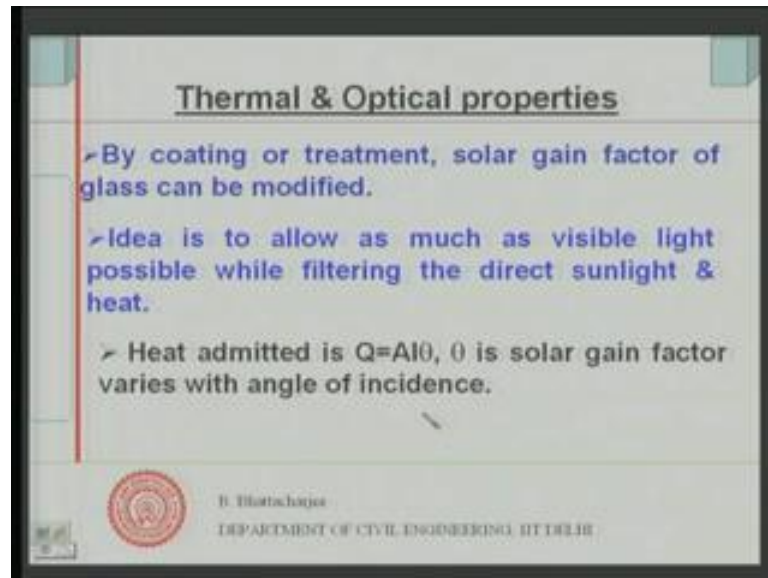 Thermal & Optical properties
➢By coating or treatment, solar gain factor of
glass can be modified.
➢Idea is to allow as much as visible light
possible while filtering the direct sunlight &
heat.
➢ Heat admitted is Q=AIθ, θ is solar gain factor
varies with angle of incidence.
B. Bhattacharjee
DEPARTMENT OF CIVIL ENGINEERING, IIT DELHI